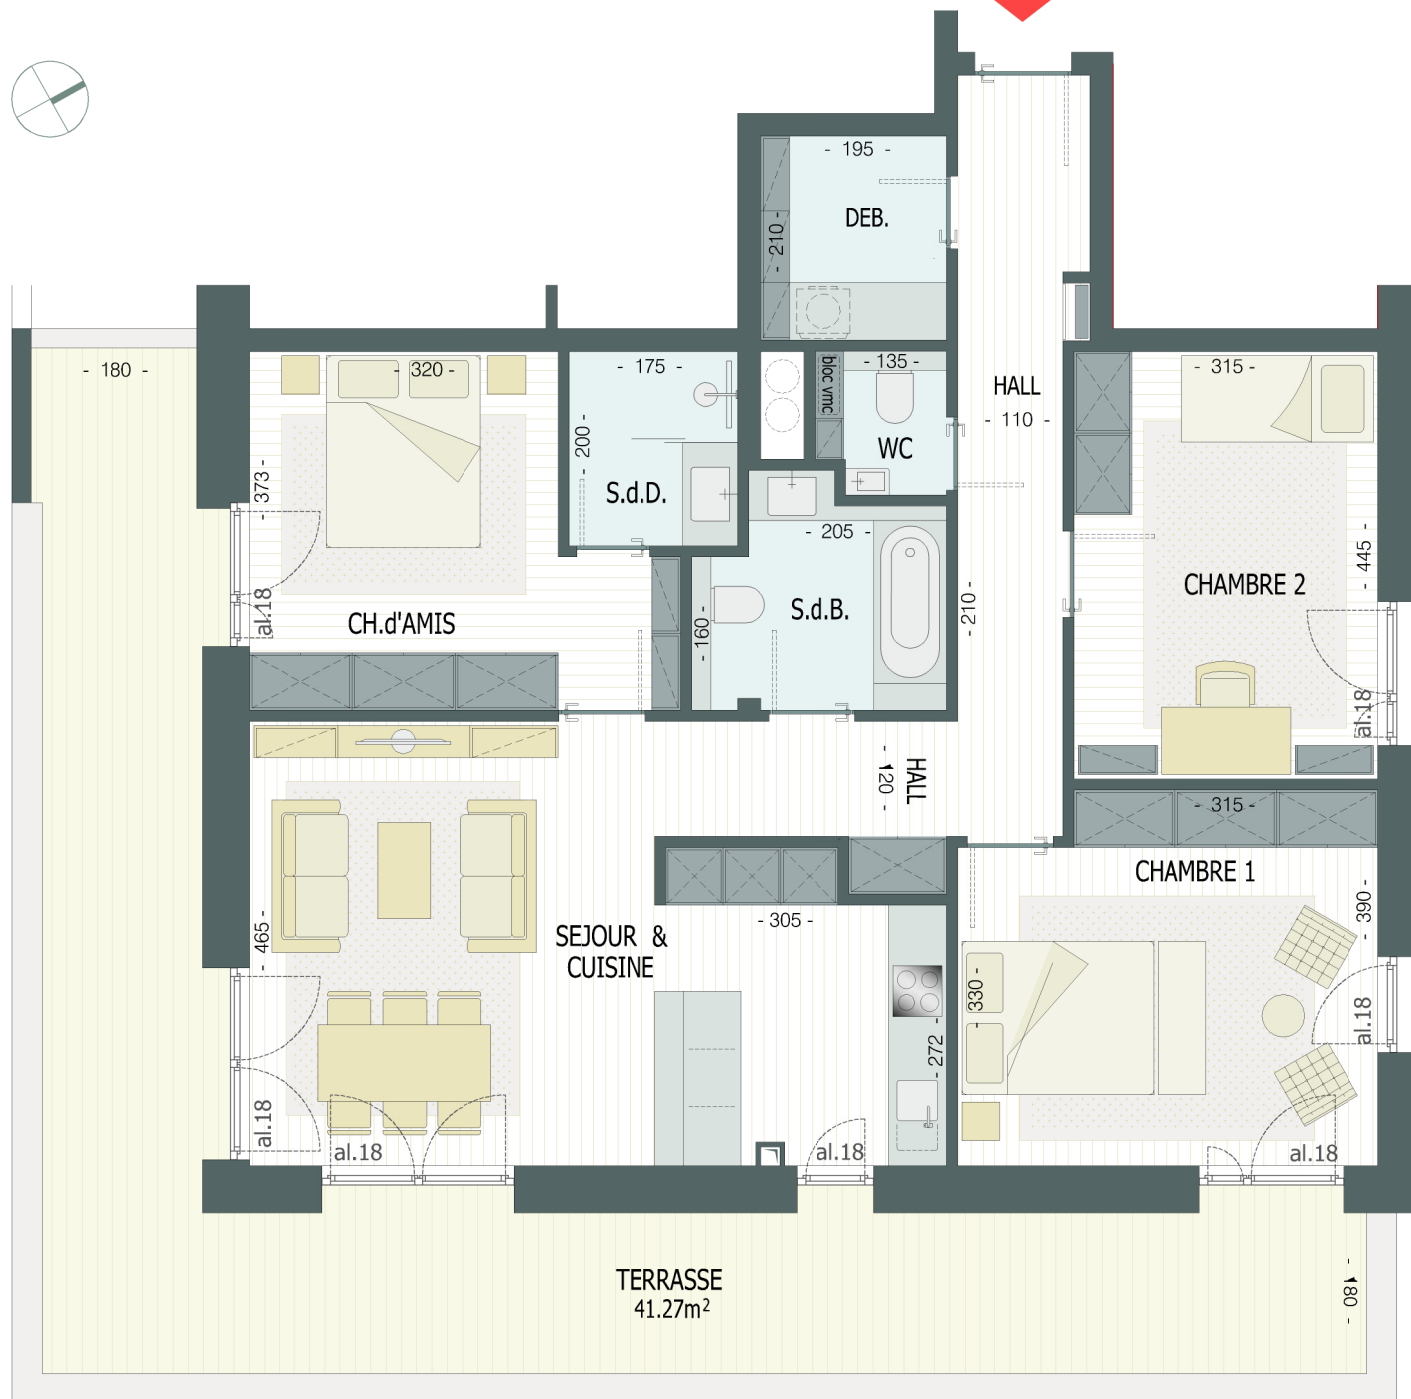 - 195 -
- 210 -
DEB.
- 180 -
- 320 -
- 175 -
bloc vmc
- 135 -
HALL
- 110 -
- 315 -
- 373 -
- 200 -
S.d.D.
WC
- 205 -
- 445 -
al.18
CH.d'AMIS
- 160 -
S.d.B.
- 210 -
CHAMBRE 2
al.18
- 120 -
HALL
- 315 -
CHAMBRE 1
- 465 -
SEJOUR &
CUISINE
- 305 -
- 390 -
- 330 -
- 272 -
al.18
al.18
al.18
al.18
al.18
TERRASSE
41.27m²
- 180 -